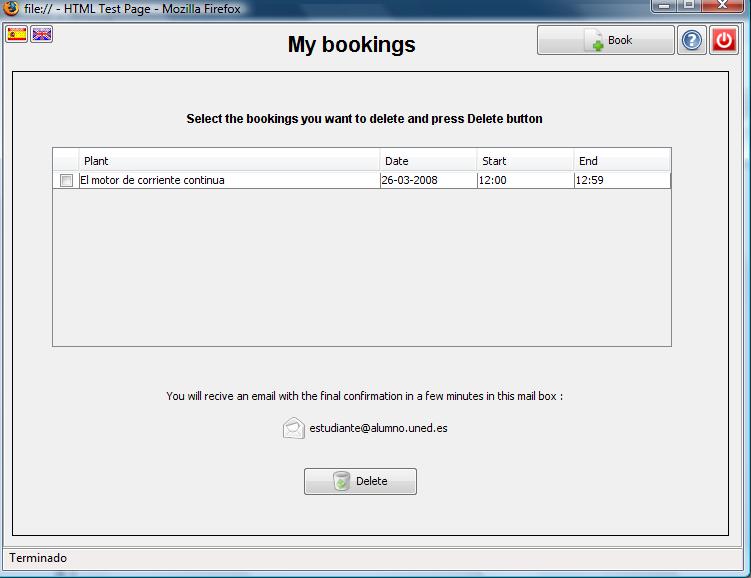 file:// - HTML Test Page - Mozilla Firefox
My bookings
Book
?
Select the bookings you want to delete and press Delete button
Plant Date Start End
El motor de corriente continua 26-03-2008 12:00 12:59
You will recive an email with the final confirmation in a few minutes in this mail box :
estudiante@alumno.uned.es
Delete
Terminado